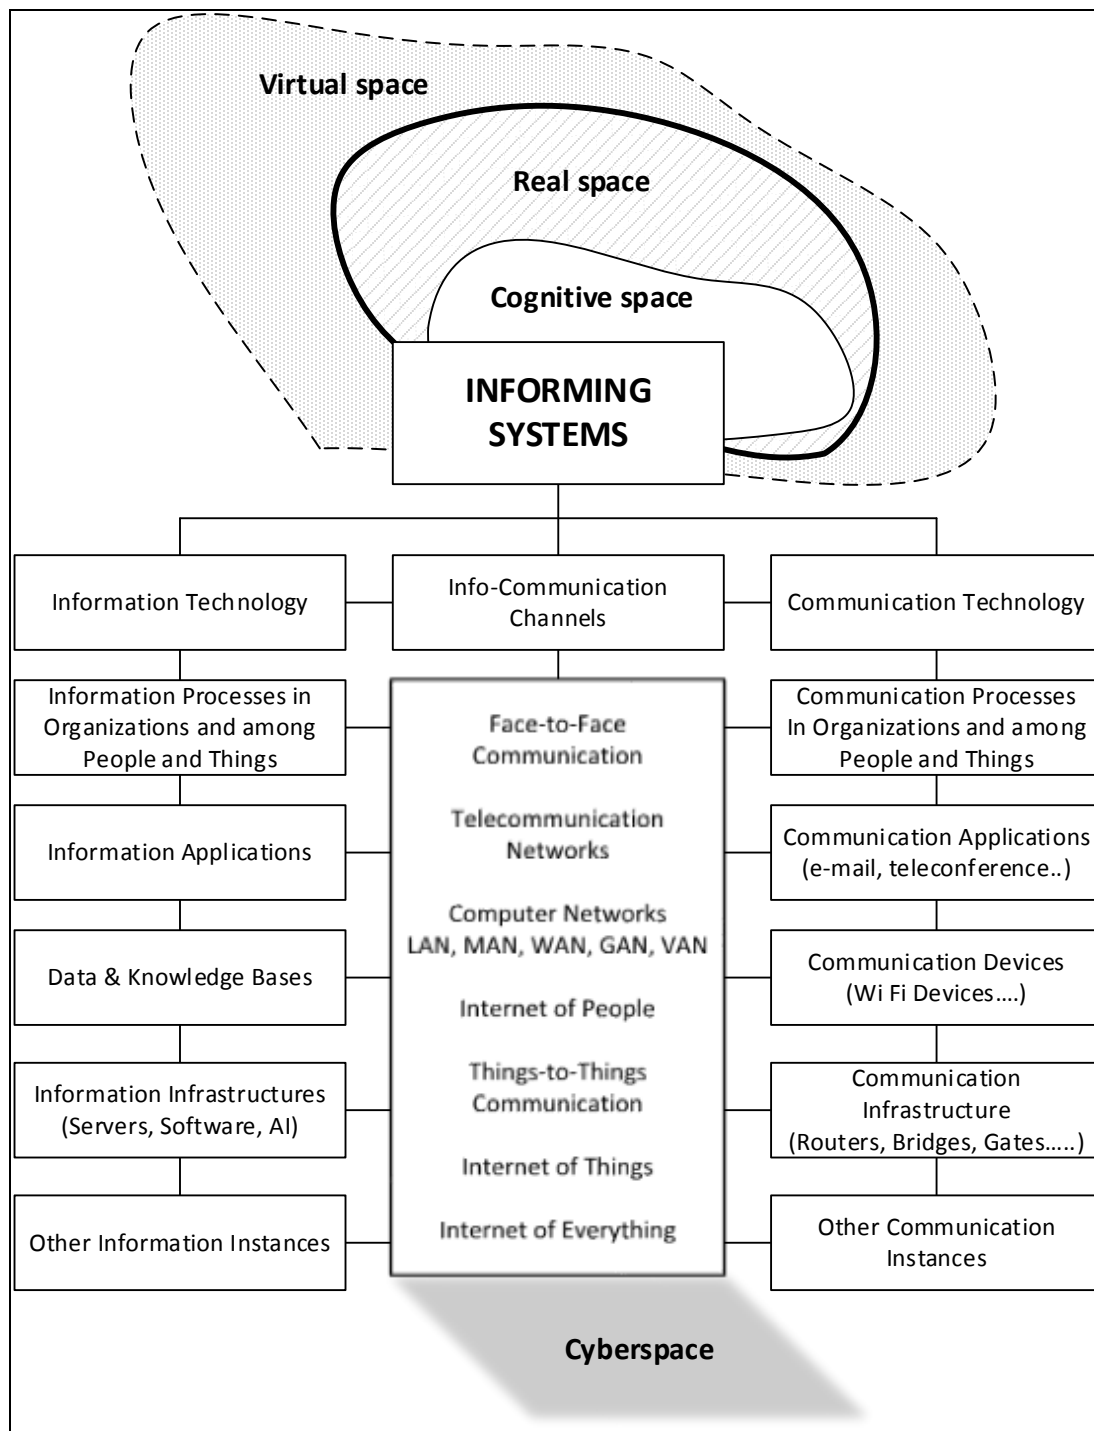 Virtual space
Real space
Cognitive space
INFORMING
SYSTEMS
Information Technology
Info-Communication
Channels
Communication Technology
Information Processes in
Organizations and among
People and Things
Face-to-Face
Communication
Communication Processes
In Organizations and among
People and Things
Information Applications
Telecommunication
Networks
Communication Applications
(e-mail, teleconference..)
Data & Knowledge Bases
Computer Networks
LAN, MAN, WAN, GAN, VAN
Internet of People
Communication Devices
(Wi Fi Devices....)
Information Infrastructures
(Servers, Software, AI)
Things-to-Things
Communication
Internet of Things
Communication
Infrastructure
(Routers, Bridges, Gates.....)
Other Information Instances
Internet of Everything
Other Communication
Instances
Cyberspace